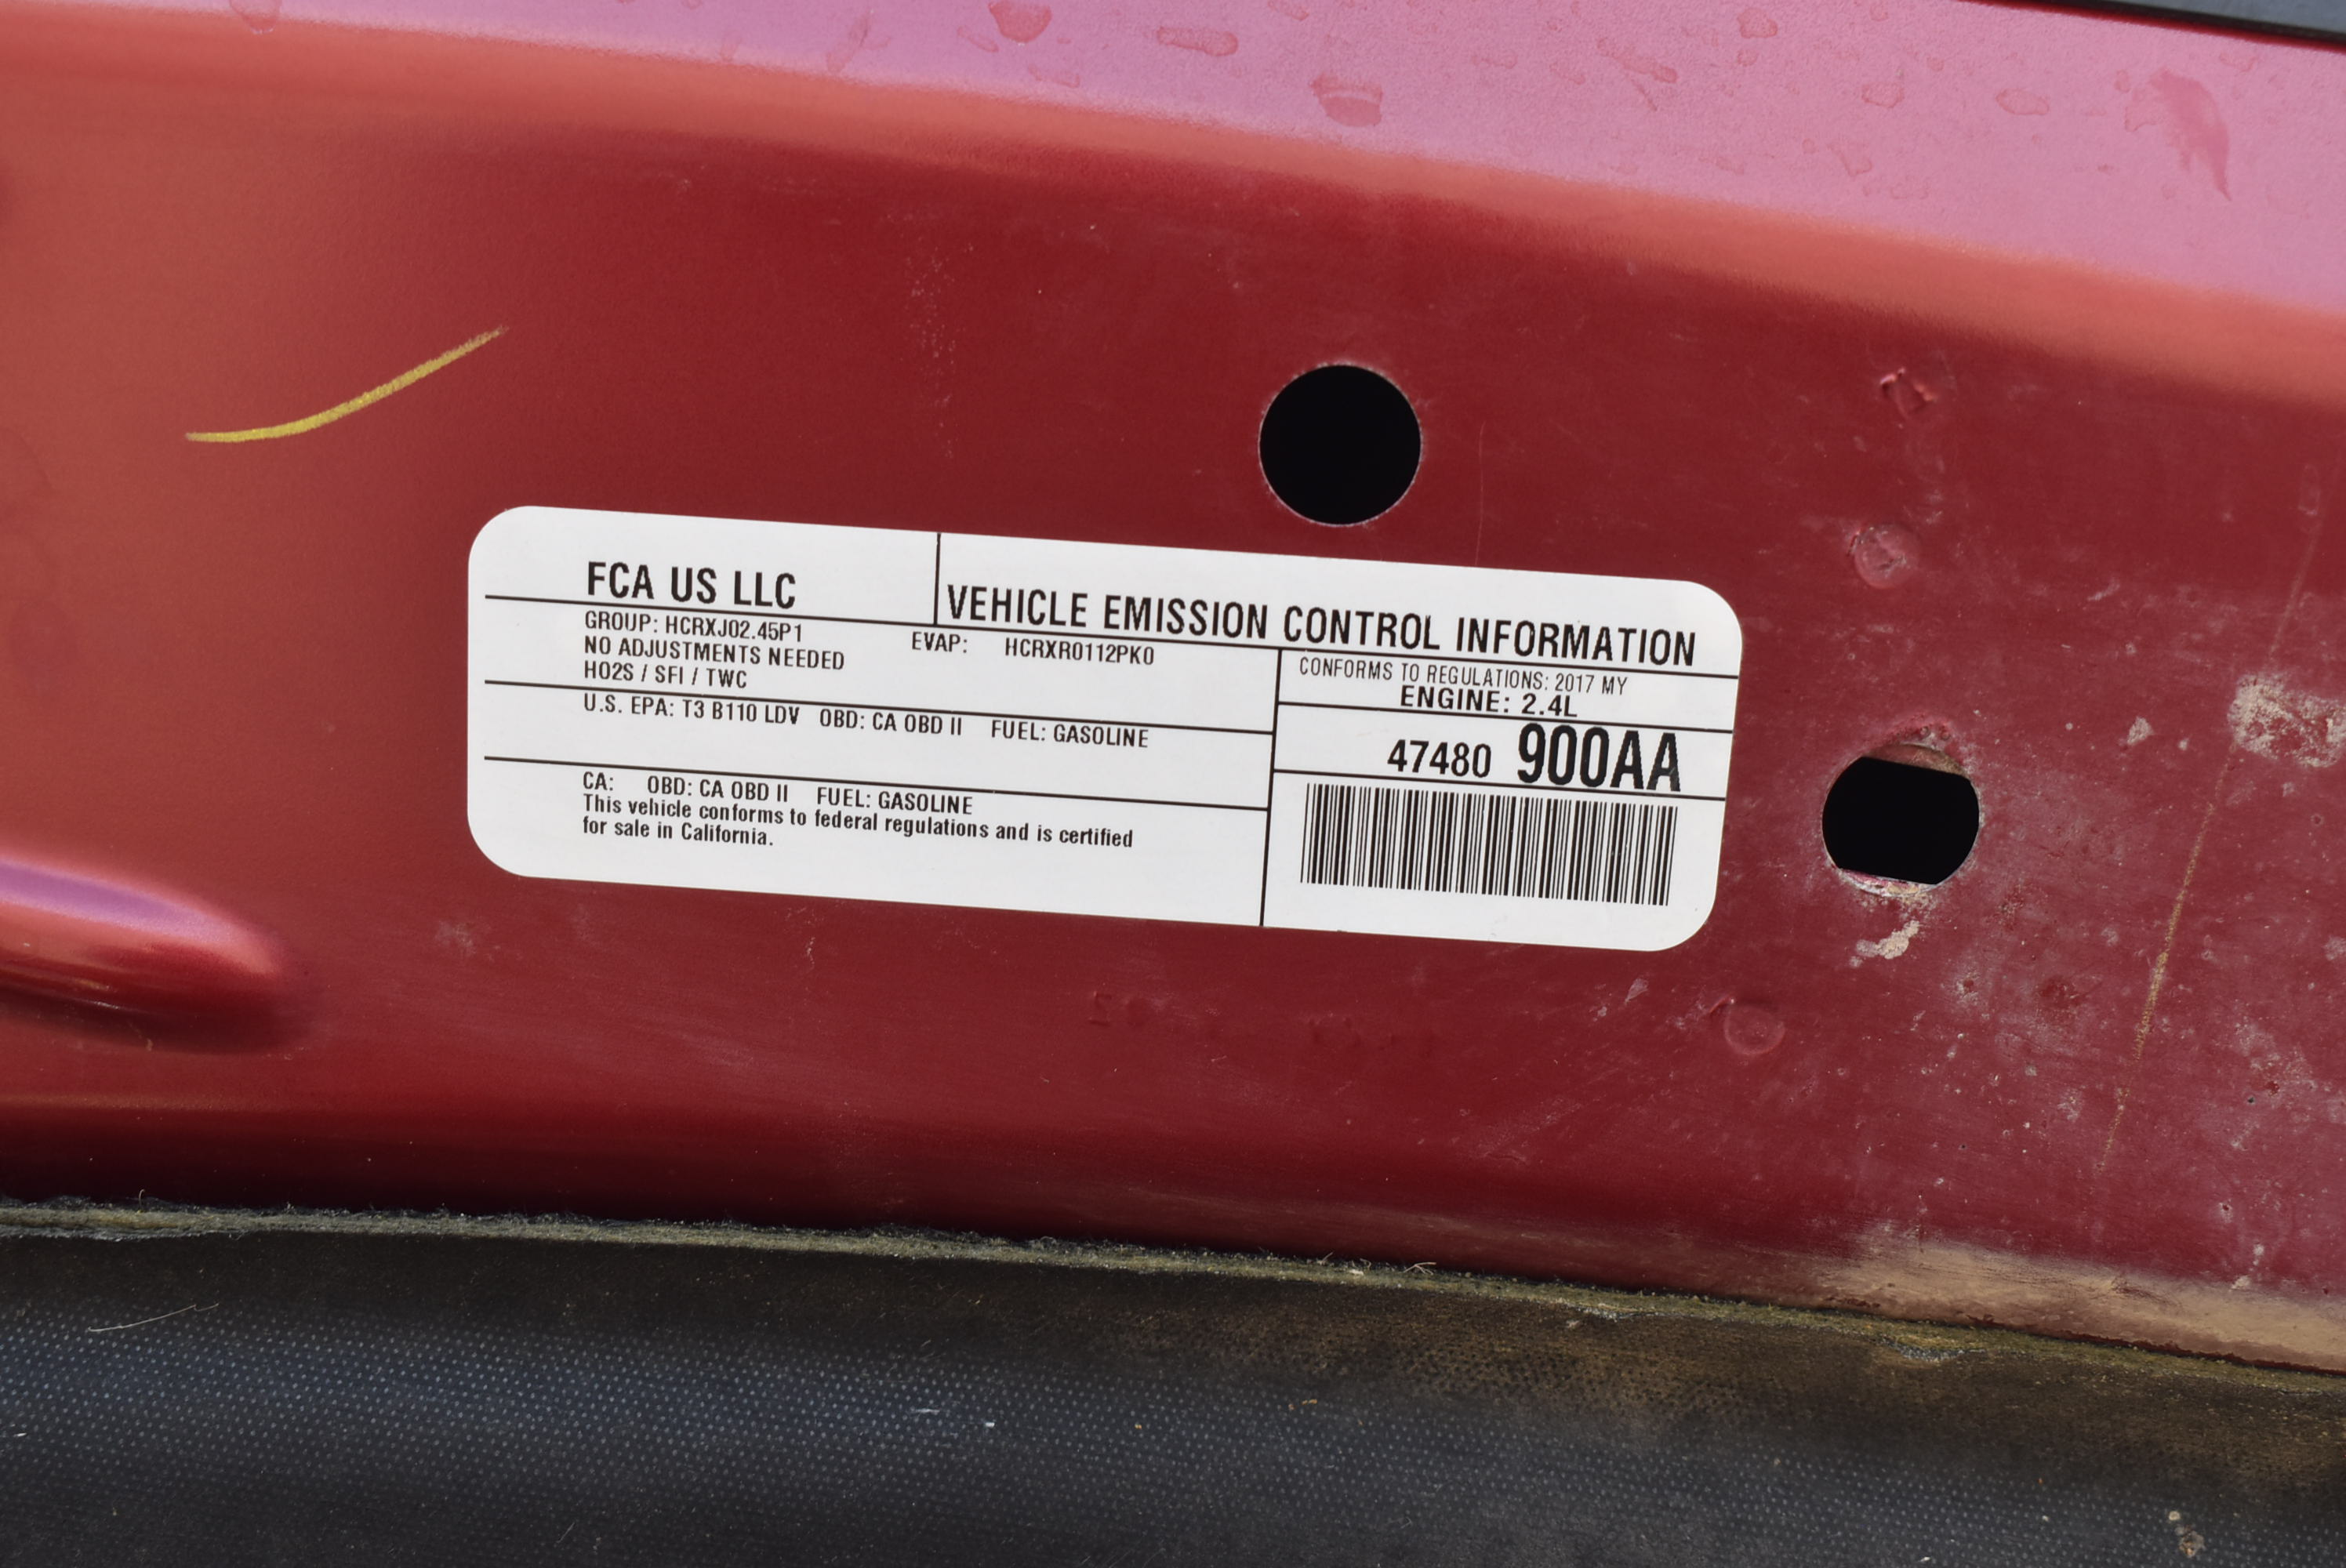 FCA US LLC
VEHICLE EMISSION CONTROL INFORMATION
GROUP: HCRXJ02.45P1
EVAP: HCRXR0112PK0
NO ADJUSTMENTS NEEDED
HO2S / SFI / TWC
U.S. EPA: T3 B110 LDV OBD: CA OBD II FUEL: GASOLINE
CA: OBD: CA OBD II FUEL: GASOLINE
This vehicle conforms to federal regulations and is certified
for sale in California.
CONFORMS TO REGULATIONS: 2017 MY
ENGINE: 2.4L
47480 900AA